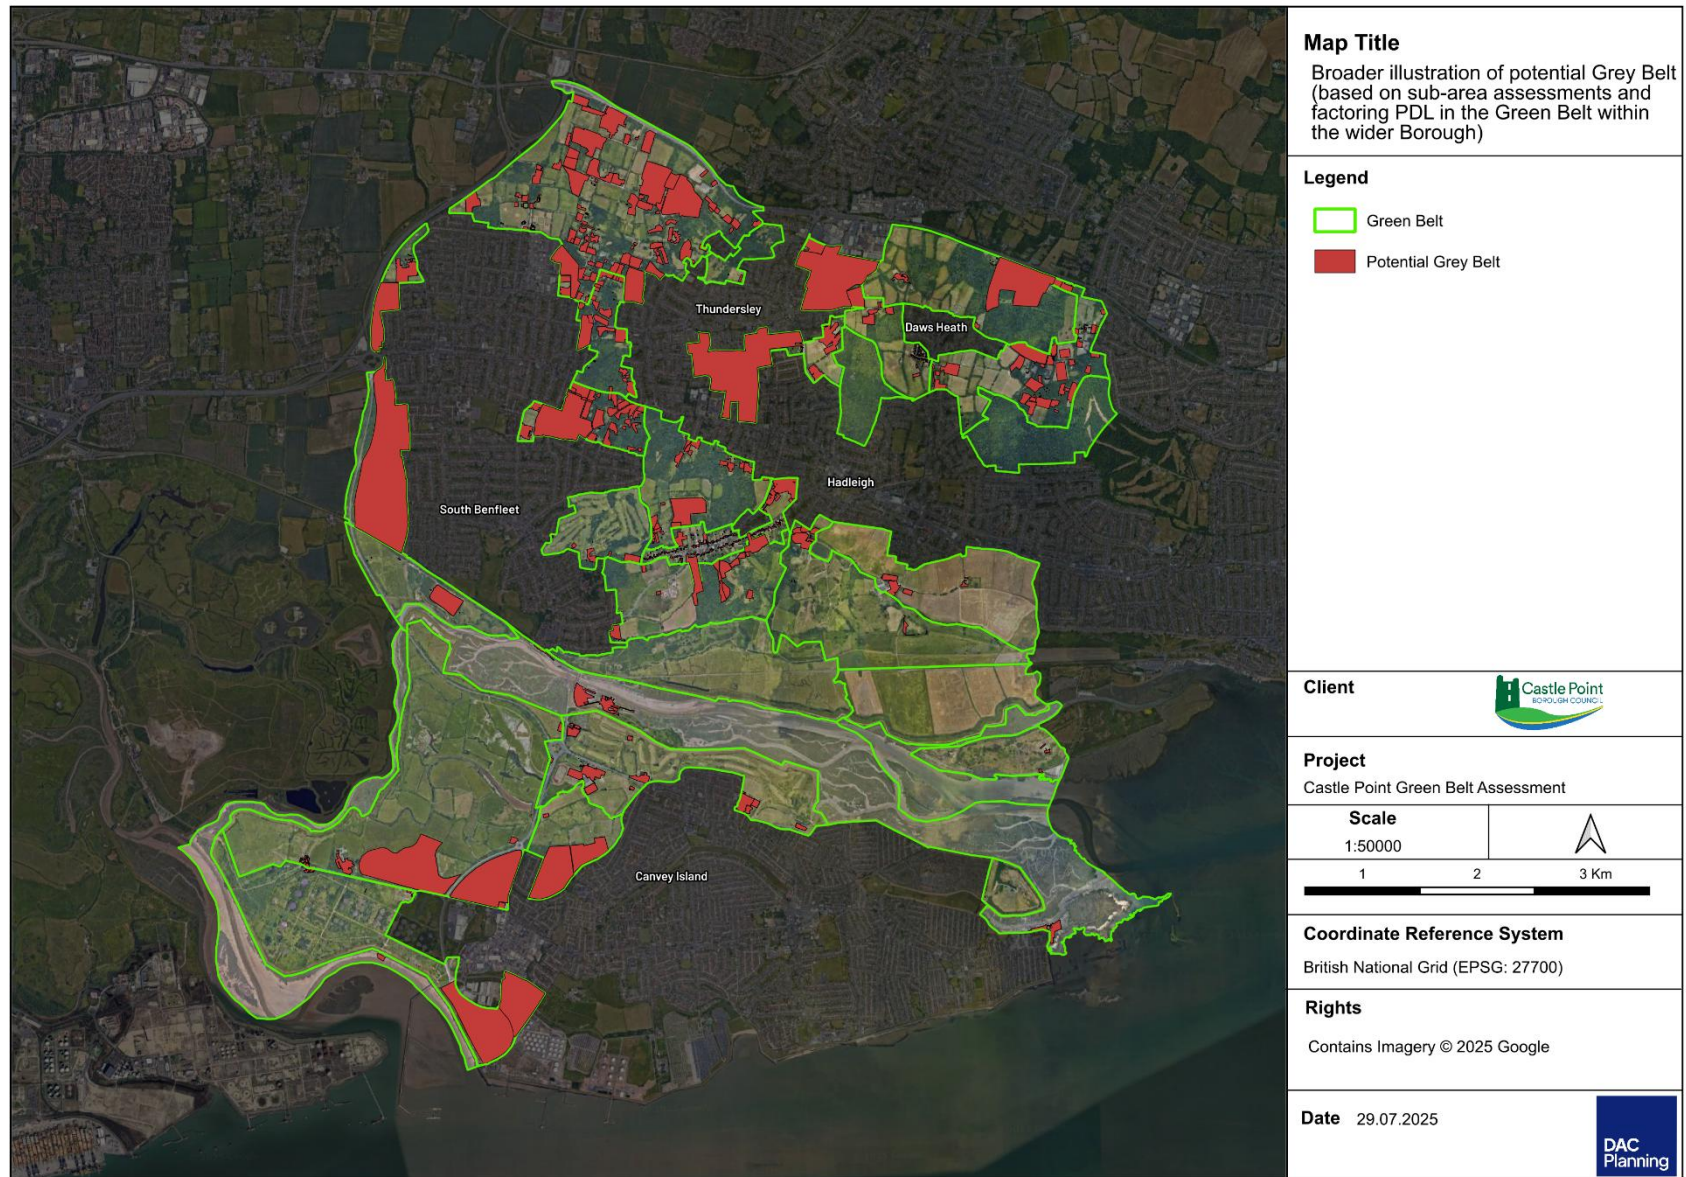 Map Title
Broader illustration of potential Grey Belt
(based on sub-area assessments and
factoring PDL in the Green Belt within
the wider Borough)
Legend
Green Belt
Potential Grey Belt
Thundersley
Daws Heath
Hadleigh
South Benfleet
Canvey Island
Client
Castle Point
BOROUGH COUNCIL
Project
Castle Point Green Belt Assessment
Scale
1:50000
1 2 3 Km
Coordinate Reference System
British National Grid (EPSG: 27700)
Rights
Contains Imagery © 2025 Google
Date 29.07.2025
DAC
Planning